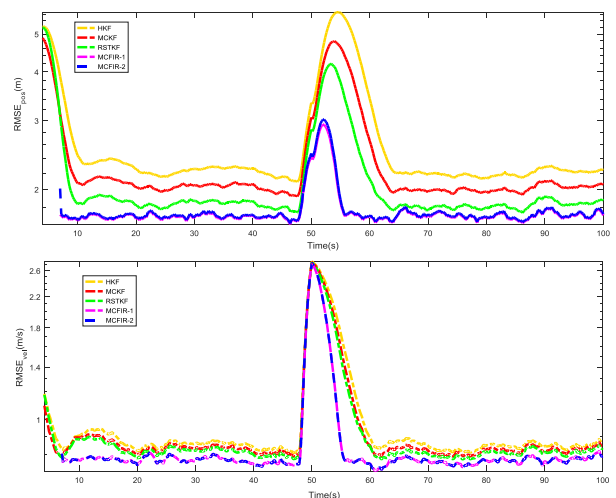 RMSEpos(m)
5
4
3
2
HKF
MCKF
RSTKF
MCFIR-1
MCFIR-2
10 20 30 40 50 60 70 80 90 100
Time(s)
RMSEvel(m/s)
2.6
2.2
1.8
1.4
1
HKF
MCKF
RSTKF
MCFIR-1
MCFIR-2
10 20 30 40 50 60 70 80 90 100
Time(s)